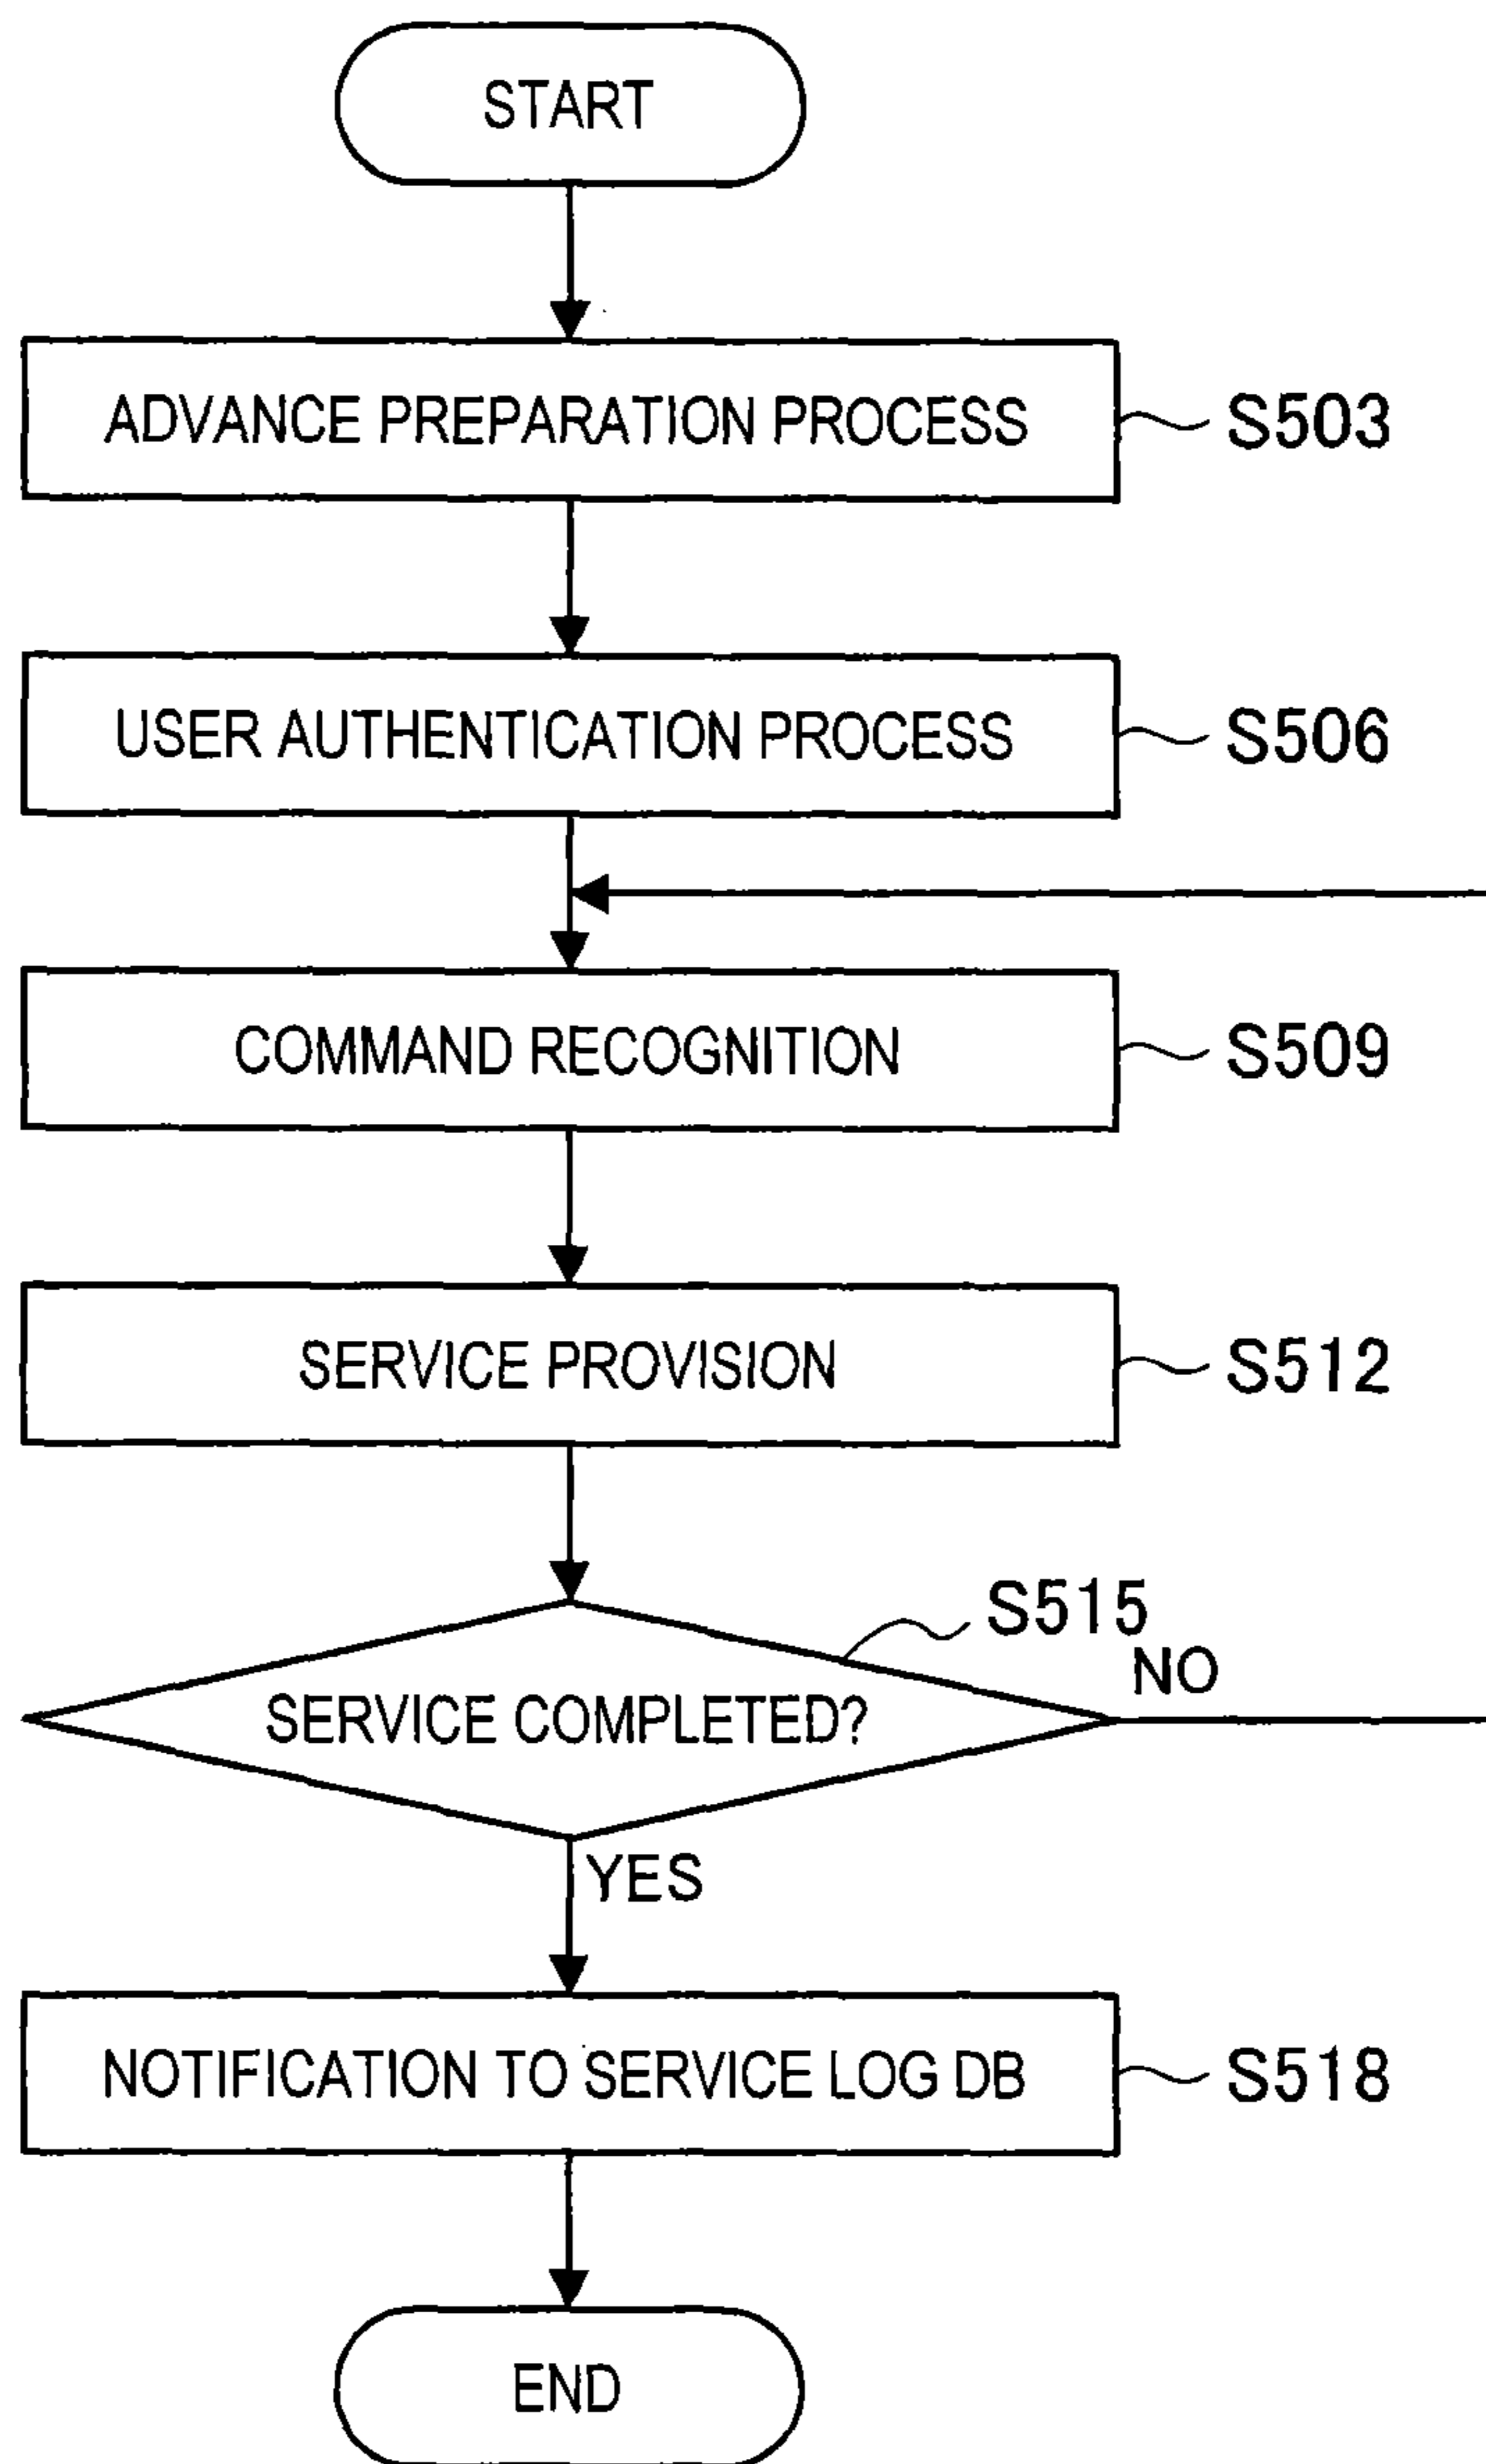 START
ADVANCE PREPARATION PROCESS
S503
USER AUTHENTICATION PROCESS
S506
COMMAND RECOGNITION
S509
SERVICE PROVISION
S512
S515
NO
SERVICE COMPLETED?
YES
NOTIFICATION TO SERVICE LOG DB
S518
END